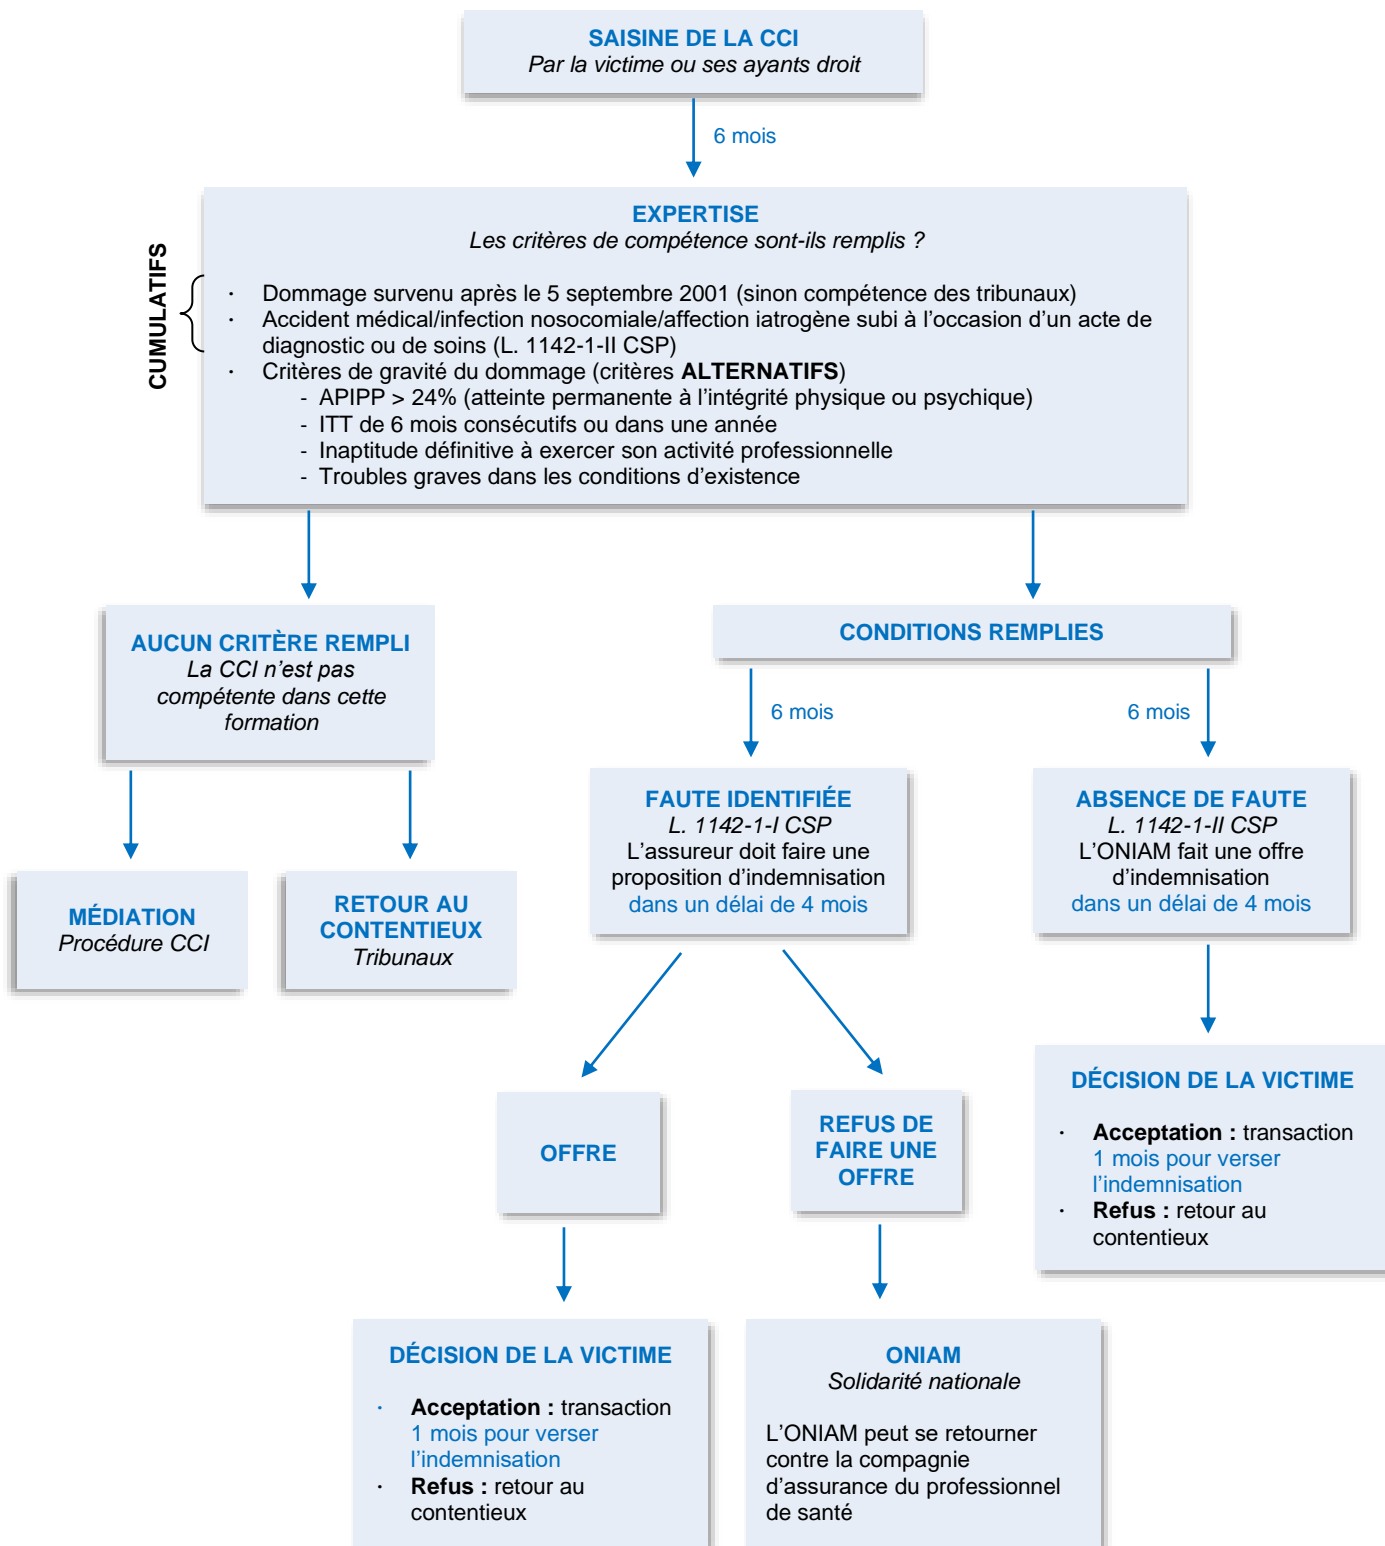 SAISINE DE LA CCI
Par la victime ou ses ayants droit
6 mois
CUMULATIFS
EXPERTISE
Les critères de compétence sont-ils remplis ?
· Dommage survenu après le 5 septembre 2001 (sinon compétence des tribunaux)
· Accident médical/infection nosocomiale/affection iatrogène subi à l’occasion d’un acte de
diagnostic ou de soins (L. 1142-1-II CSP)
· Critères de gravité du dommage (critères ALTERNATIFS)
- APIPP > 24% (atteinte permanente à l’intégrité physique ou psychique)
- ITT de 6 mois consécutifs ou dans une année
- Inaptitude définitive à exercer son activité professionnelle
- Troubles graves dans les conditions d’existence
AUCUN CRITÈRE REMPLI
La CCI n’est pas
compétente dans cette
formation
CONDITIONS REMPLIES
6 mois
6 mois
MÉDIATION
Procédure CCI
RETOUR AU
CONTENTIEUX
Tribunaux
FAUTE IDENTIFIÉE
L. 1142-1-I CSP
L’assureur doit faire une
proposition d’indemnisation
dans un délai de 4 mois
ABSENCE DE FAUTE
L. 1142-1-II CSP
L’ONIAM fait une offre
d’indemnisation
dans un délai de 4 mois
OFFRE
REFUS DE
FAIRE UNE
OFFRE
DÉCISION DE LA VICTIME
· Acceptation : transaction
1 mois pour verser
l’indemnisation
· Refus : retour au
contentieux
DÉCISION DE LA VICTIME
· Acceptation : transaction
1 mois pour verser
l’indemnisation
· Refus : retour au
contentieux
ONIAM
Solidarité nationale
L’ONIAM peut se retourner
contre la compagnie
d’assurance du professionnel
de santé